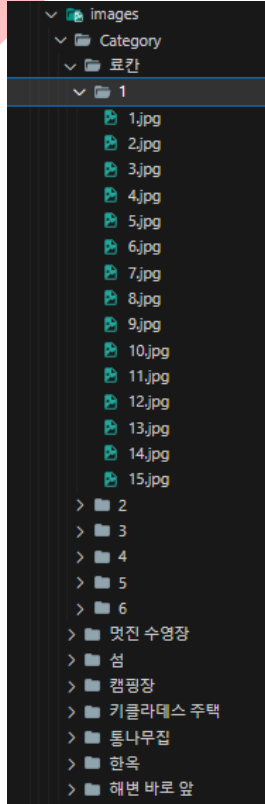 images
Category
료칸
1
1.jpg
2.jpg
3.jpg
4.jpg
5.jpg
6.jpg
7.jpg
8.jpg
9.jpg
10.jpg
11.jpg
12.jpg
13.jpg
14.jpg
15.jpg
2
3
4
5
6
멋진 수영장
섬
캠핑장
키클라데스 주택
통나무집
한옥
해변 바로 앞